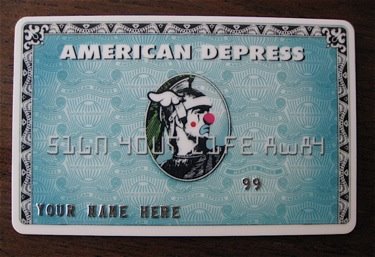 AMERICAN DEPRESS
SIGN YOUR LIFE AWAY
99
YOUR NAME HERE